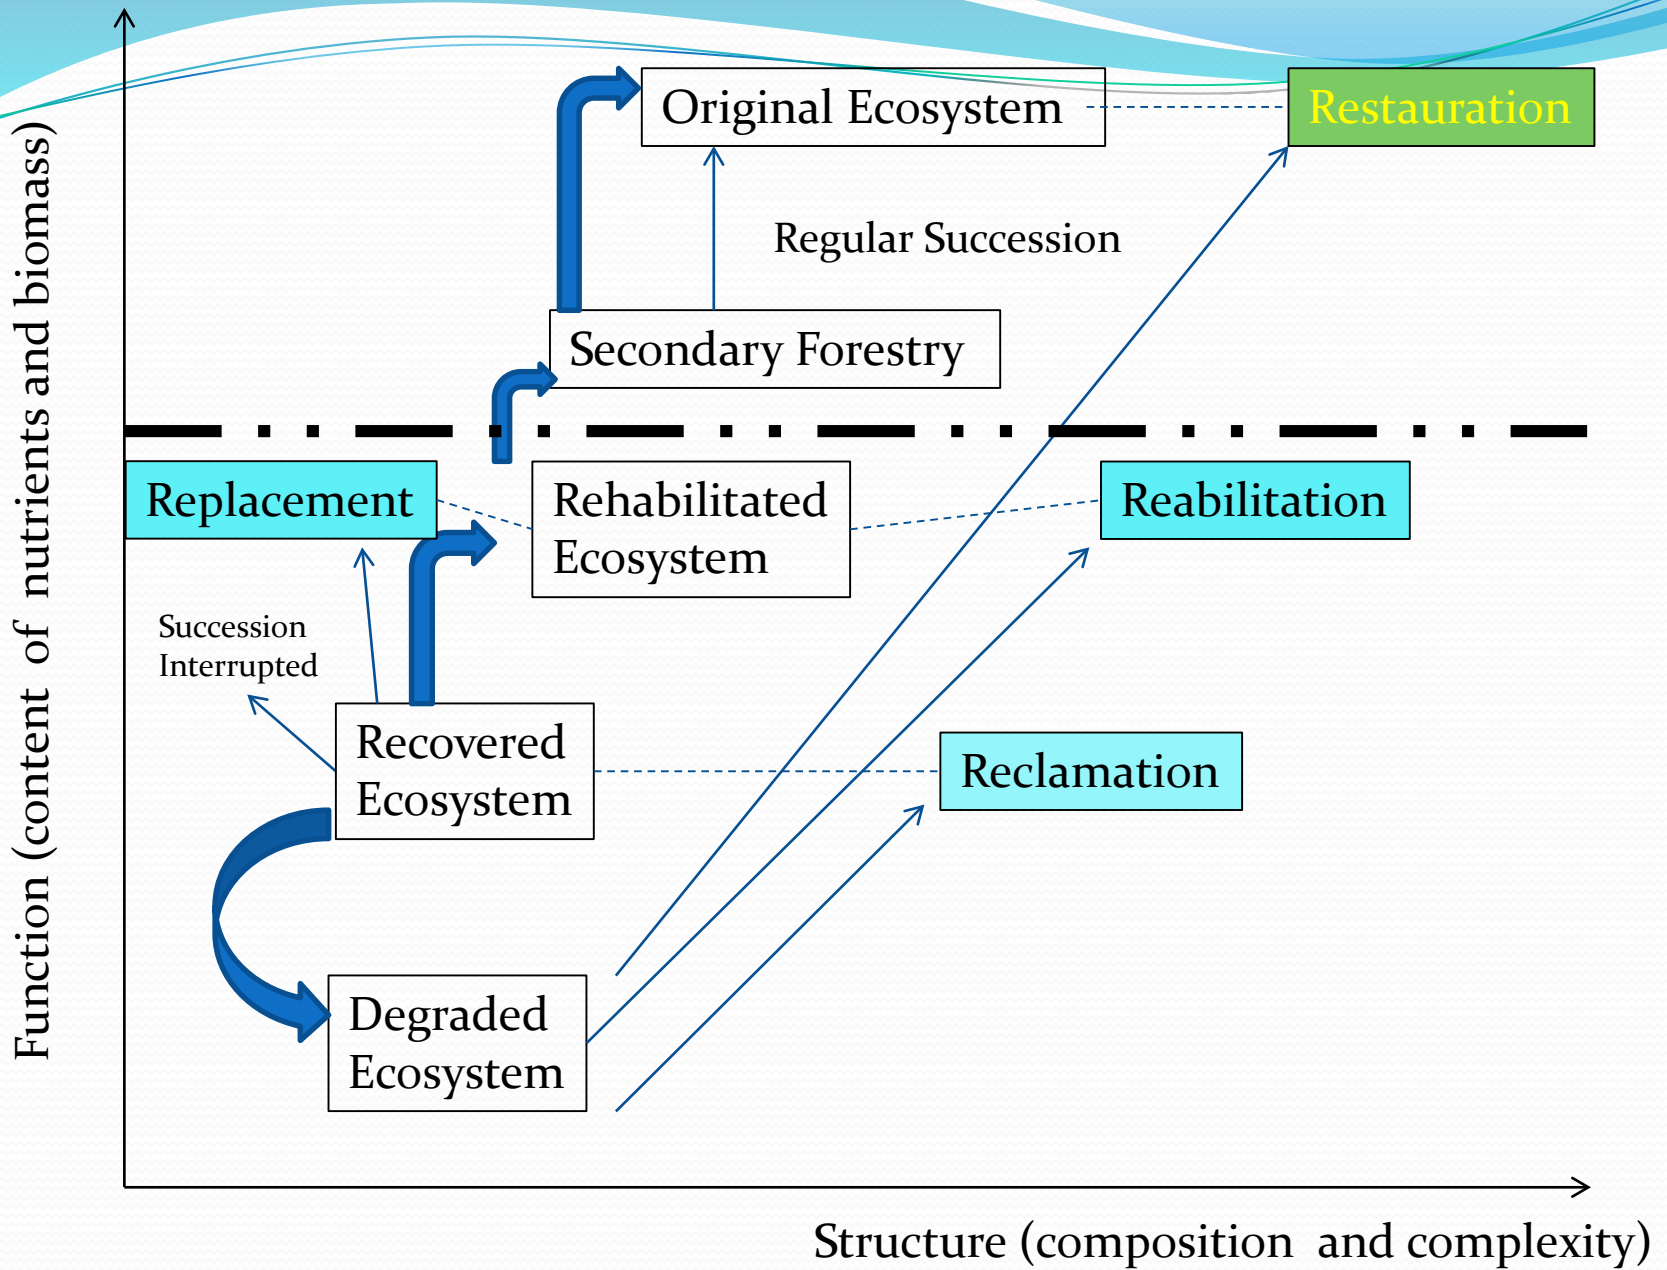 Original Ecosystem
Restauration
Regular Succession
Secondary Forestry
Replacement
Rehabilitated
Ecosystem
Reabilitation
Succession
Interrupted
Recovered
Ecosystem
Reclamation
Degraded
Ecosystem
Function (content of nutrients and biomass)
Structure (composition and complexity)